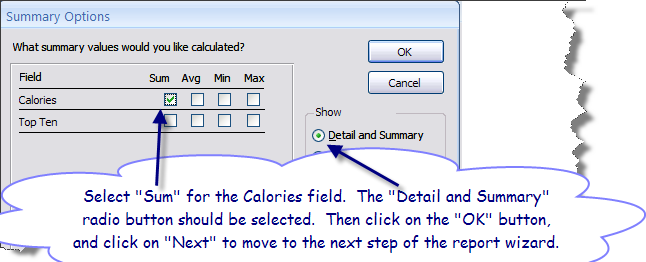 Summary Options
What summary values would you like calculated?
OK
Field Sum Avg Min Max
Cancel
Calories
Show
Top Ten
Detail and Summary
Select "Sum" for the Calories field. The "Detail and Summary"
radio button should be selected. Then click on the "OK" button,
and click on "Next" to move to the next step of the report wizard.